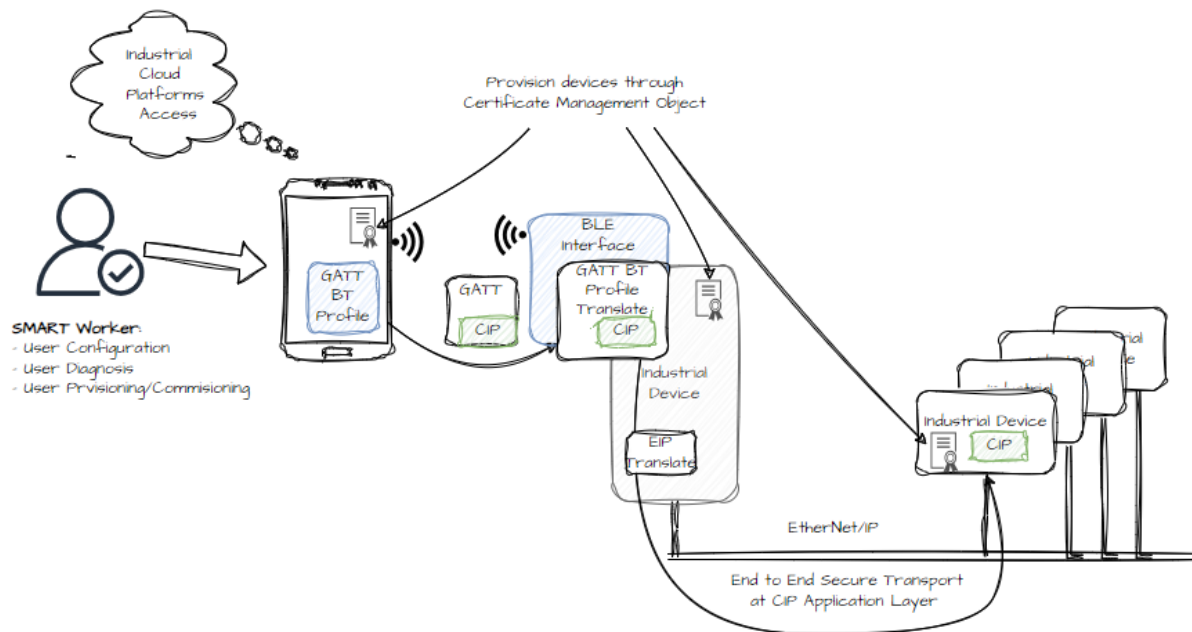 Industrial
Cloud
Platforms
Access
Provision devices through
Certificate Management Object
BLE
Interface
GATT
BT
Profile
GATT
CIP
GATT BT
Profile
Translate
CIP
SMART Worker:
- User Configuration
- User Diagnosis
- User Prvisioning/Commisioning
Industrial
Device
EIP
Translate
Industrial Device
CIP
EtherNet/IP
End to End Secure Transport
at CIP Application Layer